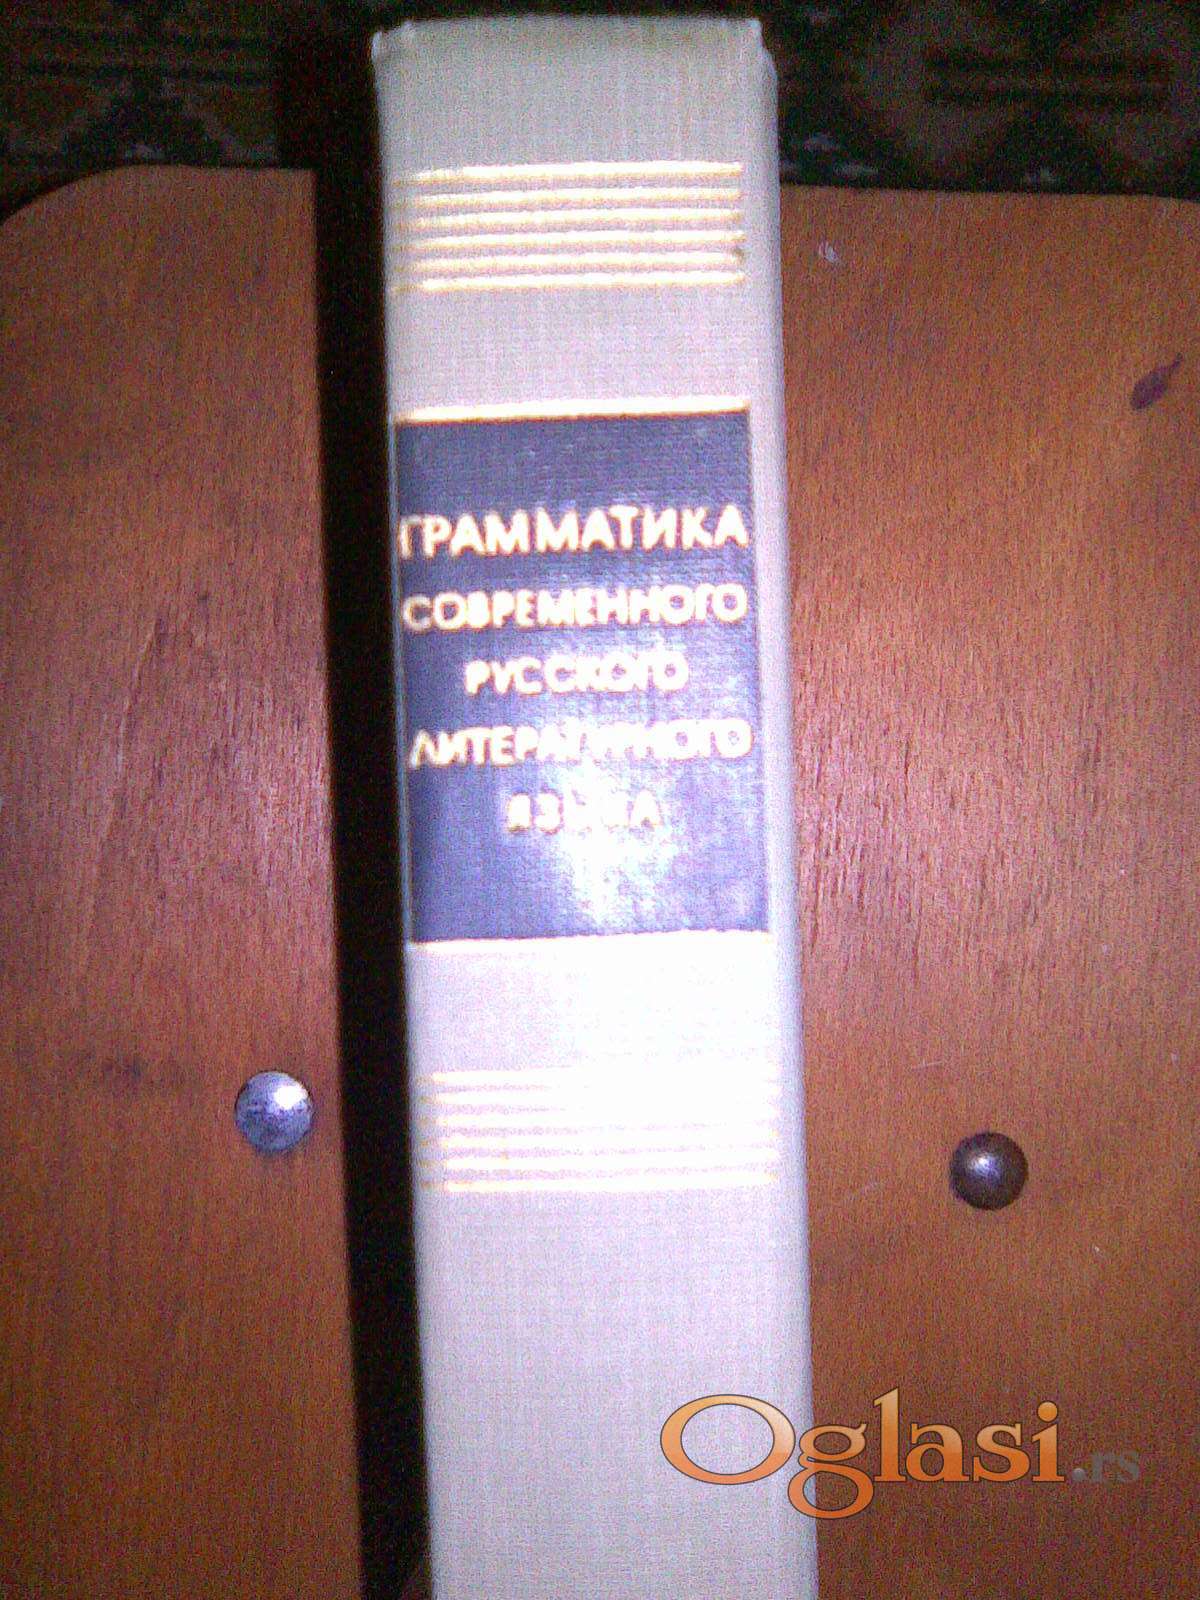 ГРАММАТИКА
СОВРЕМЕННОГО
РУССКОГО
ЛИТЕРАТУРНОГО
ЯЗЫКА
Oglasi.rs